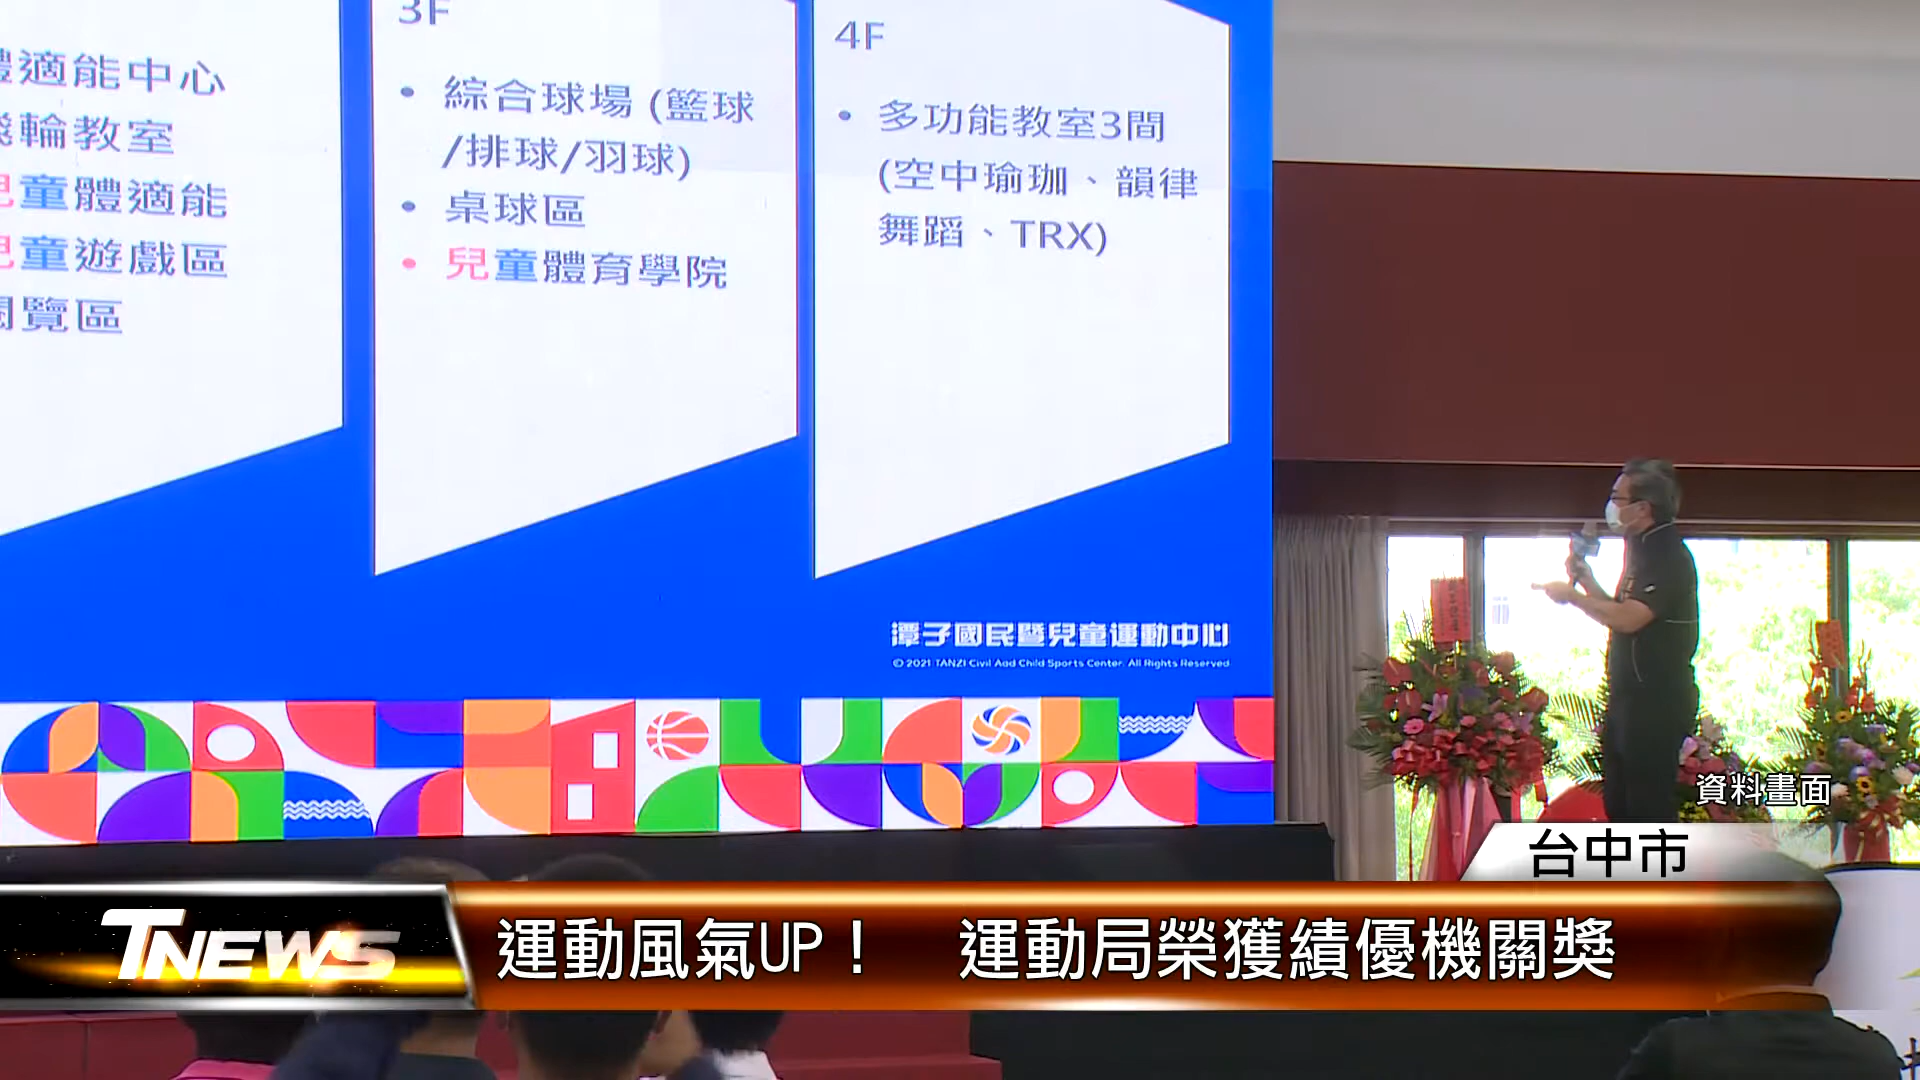 適能中心
輪教室
童體適能
童遊戲區
覽區
3F
• 綜合球場 (籃球
/排球/羽球)
• 桌球區
• 兒童體育學院
4F
• 多功能教室3間
(空中瑜珈、韻律
舞蹈、TRX)
潭子國民暨兒童運動中心
© 2021 TANZI Civil And Child Sports Center. All Rights Reserved
資料畫面
台中市
TNEWS
運動風氣UP！ 運動局榮獲績優機關獎